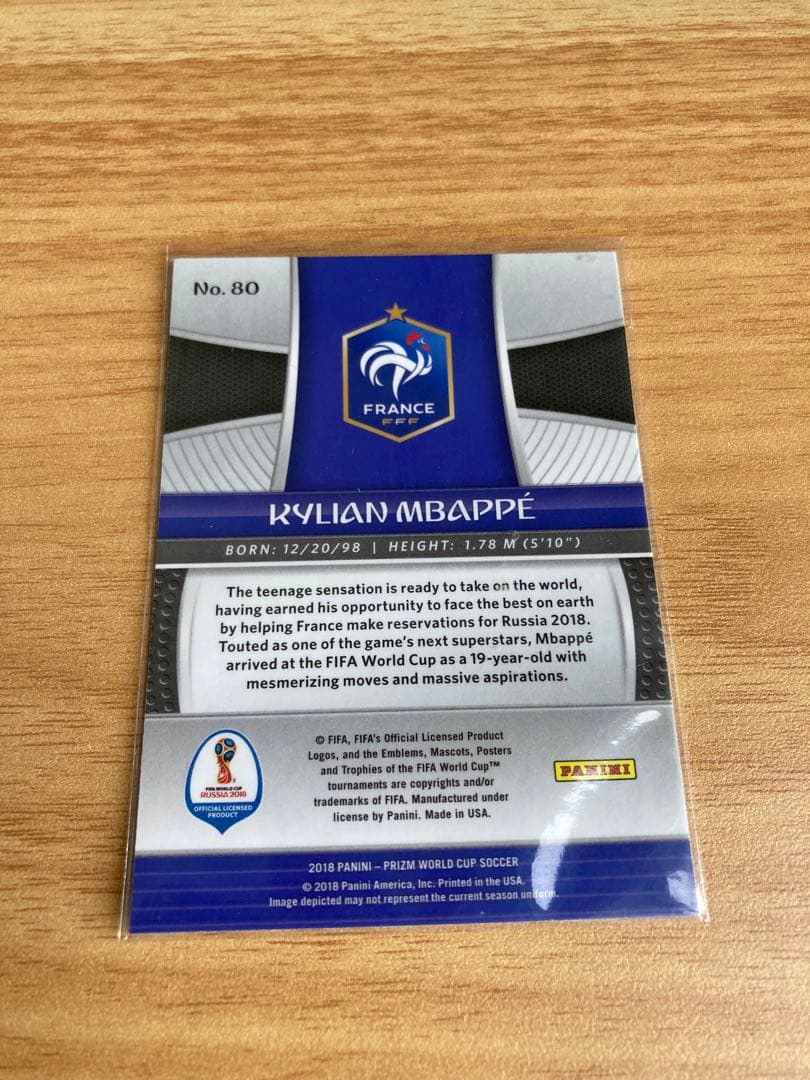 No. 80
FRANCE
FFF
KYLIAN MBAPPÉ
BORN: 12/20/98 | HEIGHT: 1.78 M (5'10")
The teenage sensation is ready to take on the world,
having earned his opportunity to face the best on earth
by helping France make reservations for Russia 2018.
Touted as one of the game's next superstars, Mbappé
arrived at the FIFA World Cup as a 19-year-old with
mesmerizing moves and massive aspirations.
© FIFA, FIFA's Official Licensed Product
Logos, and the Emblems, Mascots, Posters
and Trophies of the FIFA World Cup™
tournaments are copyrights and/or
trademarks of FIFA. Manufactured under
license by Panini. Made in USA.
FIFA WORLD CUP
RUSSIA 2018
OFFICIAL LICENSED
PRODUCT
PANINI
2018 PANINI – PRIZM WORLD CUP SOCCER
© 2018 Panini America, Inc. Printed in the USA.
Image depicted may not represent the current season uniform.